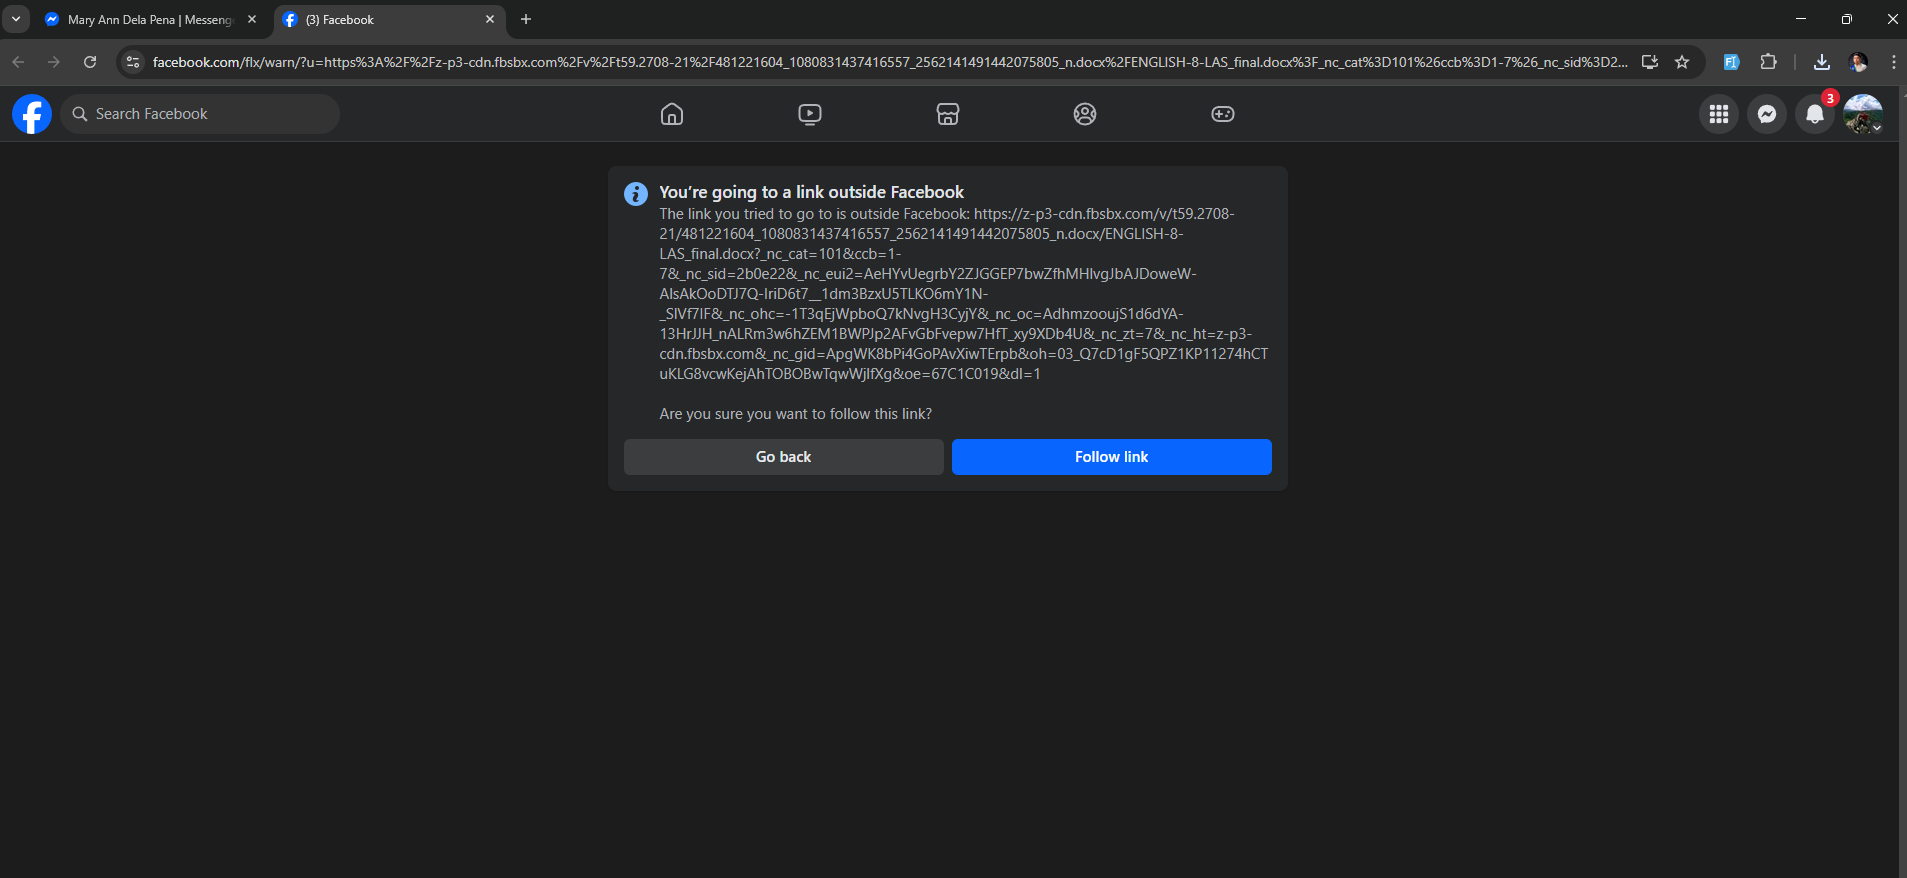 Mary Ann Dela Pena | Messeng
(3) Facebook
facebook.com/flx/warn/?u=https%3A%2F%2Fz-p3-cdn.fbsbx.com%2Fv%2Ft59.2708-21%2F481221604_1080831437416557_2562141491442075805_n.docx%2FENGLISH-8-LAS_final.docx%3F_nc_cat%3D101%26ccb%3D1-7%26_nc_sid%3D2...
Search Facebook
3
You're going to a link outside Facebook
The link you tried to go to is outside Facebook: https://z-p3-cdn.fbsbx.com/v/t59.2708-
21/481221604_1080831437416557_2562141491442075805_n.docx/ENGLISH-8-
LAS_final.docx?_nc_cat=101&ccb=1-
7&_nc_sid=2b0e22&_nc_eui2=AeHYvUegrbY2ZJGGEP7bwZfhMHIvgJbAJDoweW-
AlsAkOoDTJ7Q-IriD6t7__1dm3BzxU5TLKO6mY1N-
_SIVf7IF&_nc_ohc=-1T3qEjWpboQ7kNvgH3CyjY&_nc_oc=AdhmzooujS1d6dYA-
13HrJJH_nALRm3w6hZEM1BWPJp2AFvGbFvepw7HfT_xy9XDb4U&_nc_zt=7&_nc_ht=z-p3-
cdn.fbsbx.com&_nc_gid=ApgWK8bPi4GoPAvXiwTErpb&oh=03_Q7cD1gF5QPZ1KP11274hCT
uKLG8vcwKejAhTOBOBwTqwWjlfXg&oe=67C1C019&dl=1
Are you sure you want to follow this link?
Go back
Follow link